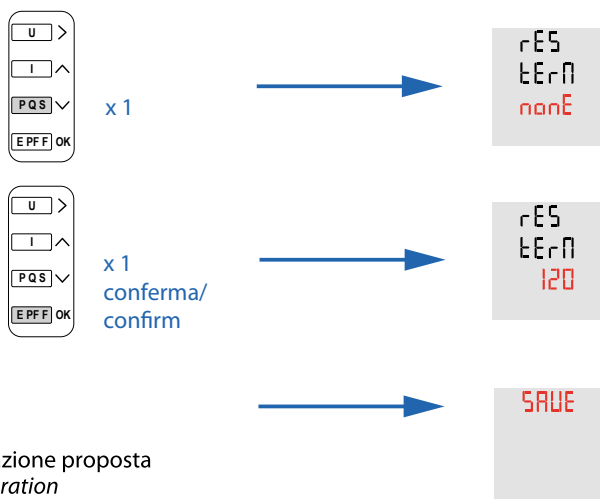 U >
I
PQS
EPFF OK
x 1
rES
tErM
nonE
U >
I
PQS
EPFF OK
x 1
conferma/
confirm
rES
tErM
120
SAVE
zione proposta
ration